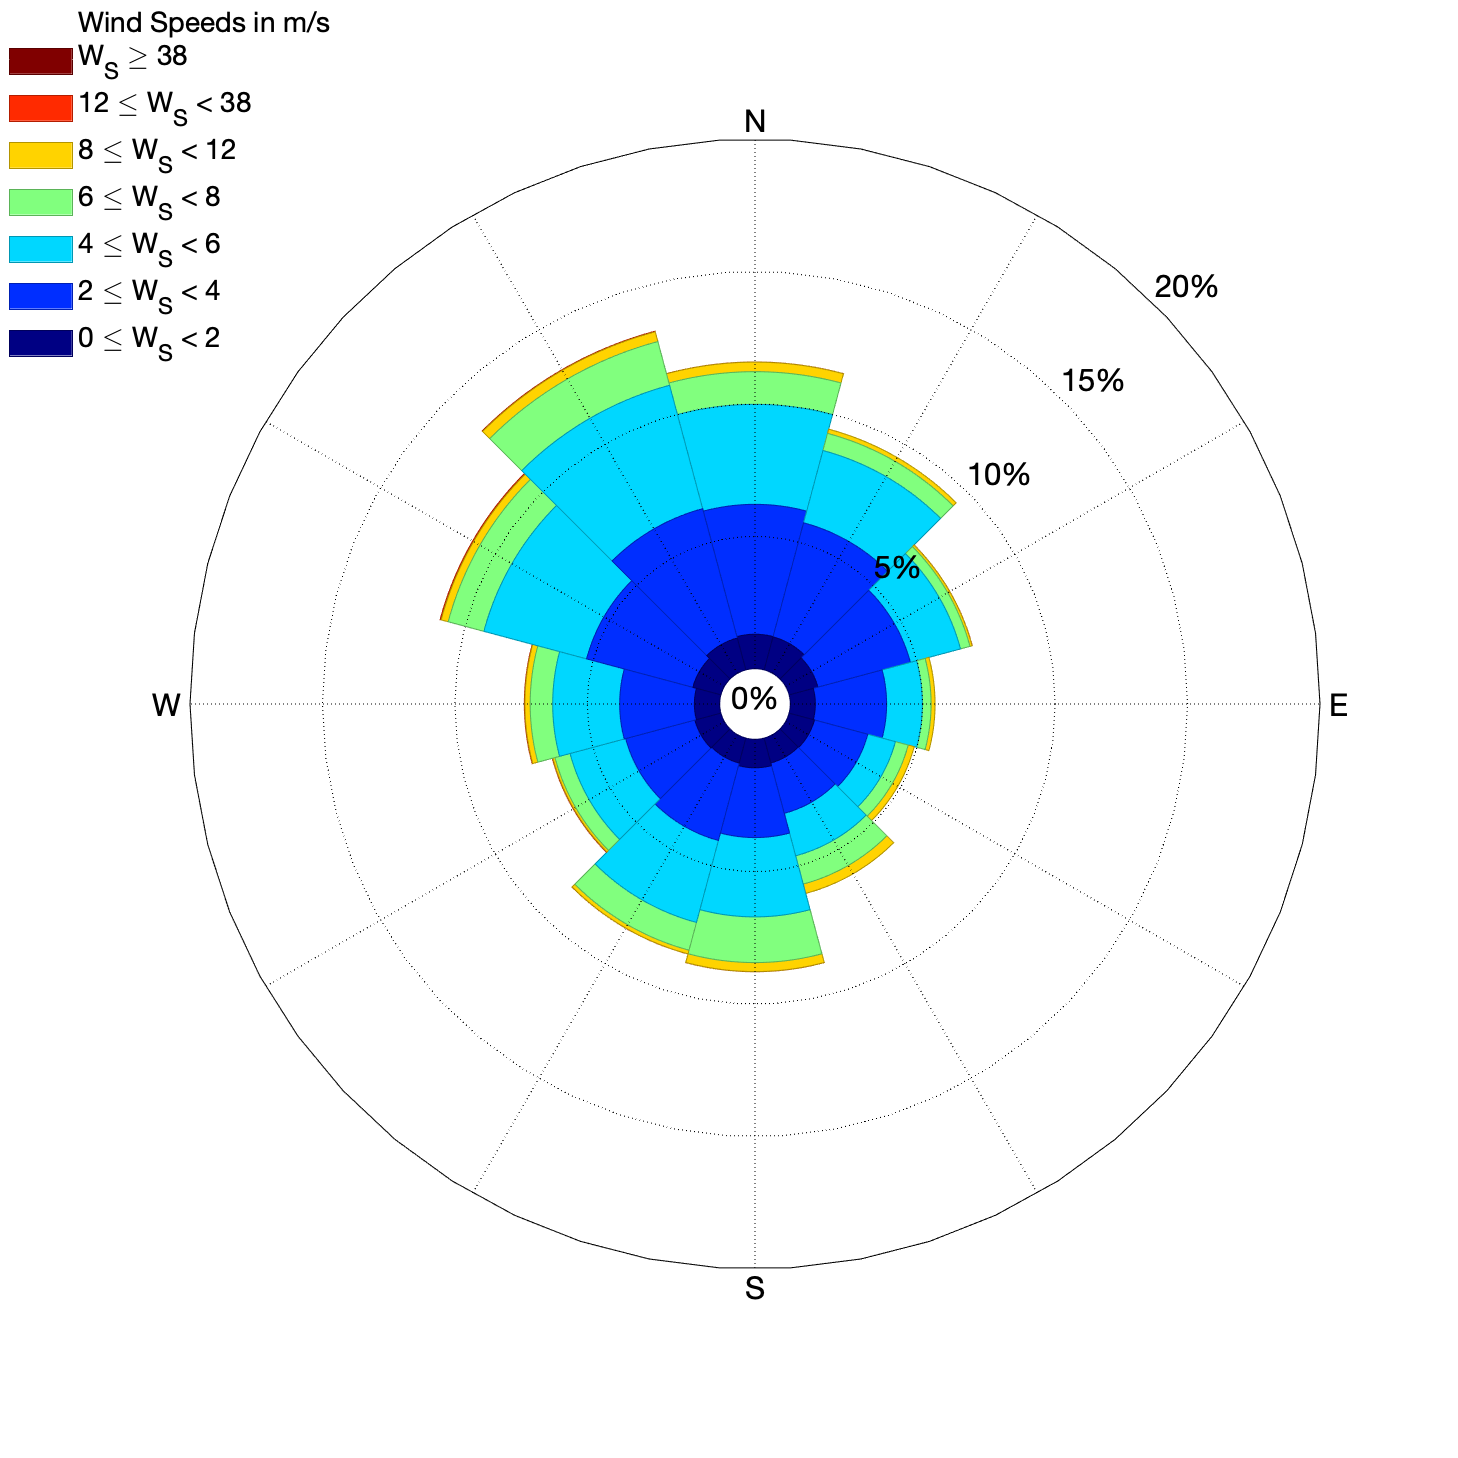 Wind Speeds in m/s
W_S ≥ 38
12 ≤ W_S < 38
8 ≤ W_S < 12
6 ≤ W_S < 8
4 ≤ W_S < 6
2 ≤ W_S < 4
0 ≤ W_S < 2
N
20%
15%
10%
5%
0%
W
E
S